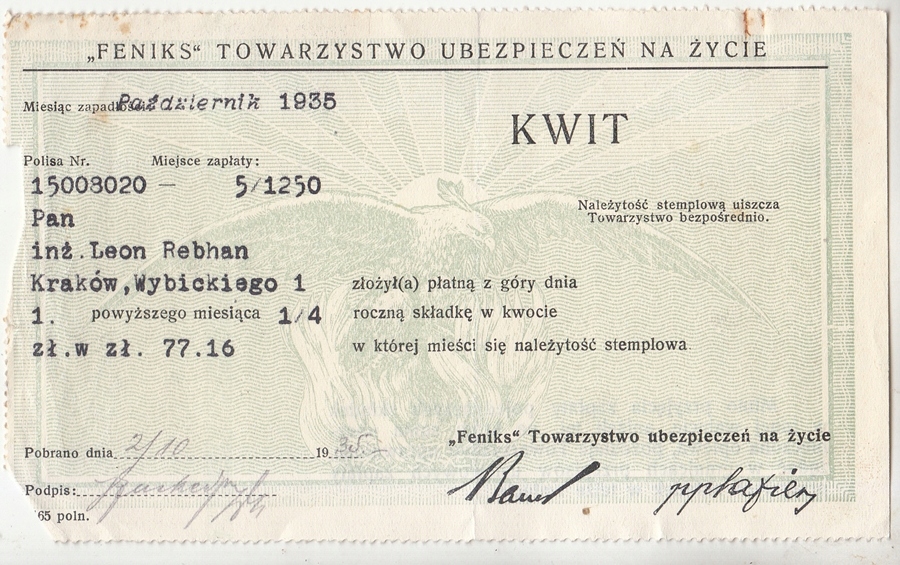 „FENIKS“ TOWARZYSTWO UBEZPIECZEŃ NA ŻYCIE
Miesiąc zapadłości: Październik 1935
KWIT
Polisa Nr. Miejsce zapłaty:
15008020 — 5/1250
Należytość stemplową uiszcza
Towarzystwo bezpośrednio.
Pan
inż.Leon Rebhan
Kraków,Wybickiego 1 złożył(a) płatną z góry dnia
1. powyższego miesiąca 1/4 roczną składkę w kwocie
zł.w zł. 77.16 w której mieści się należytość stemplowa
„Feniks“ Towarzystwo ubezpieczeń na życie
Pobrano dnia 2/10 1935
Podpis:
65 poln.